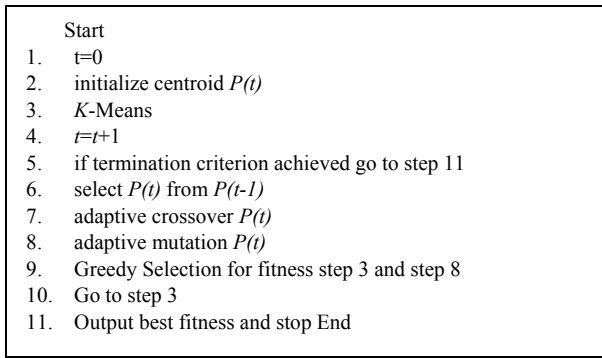 Start
1. t=0
2. initialize centroid P(t)
3. K-Means
4. t=t+1
5. if termination criterion achieved go to step 11
6. select P(t) from P(t-1)
7. adaptive crossover P(t)
8. adaptive mutation P(t)
9. Greedy Selection for fitness step 3 and step 8
10. Go to step 3
11. Output best fitness and stop End